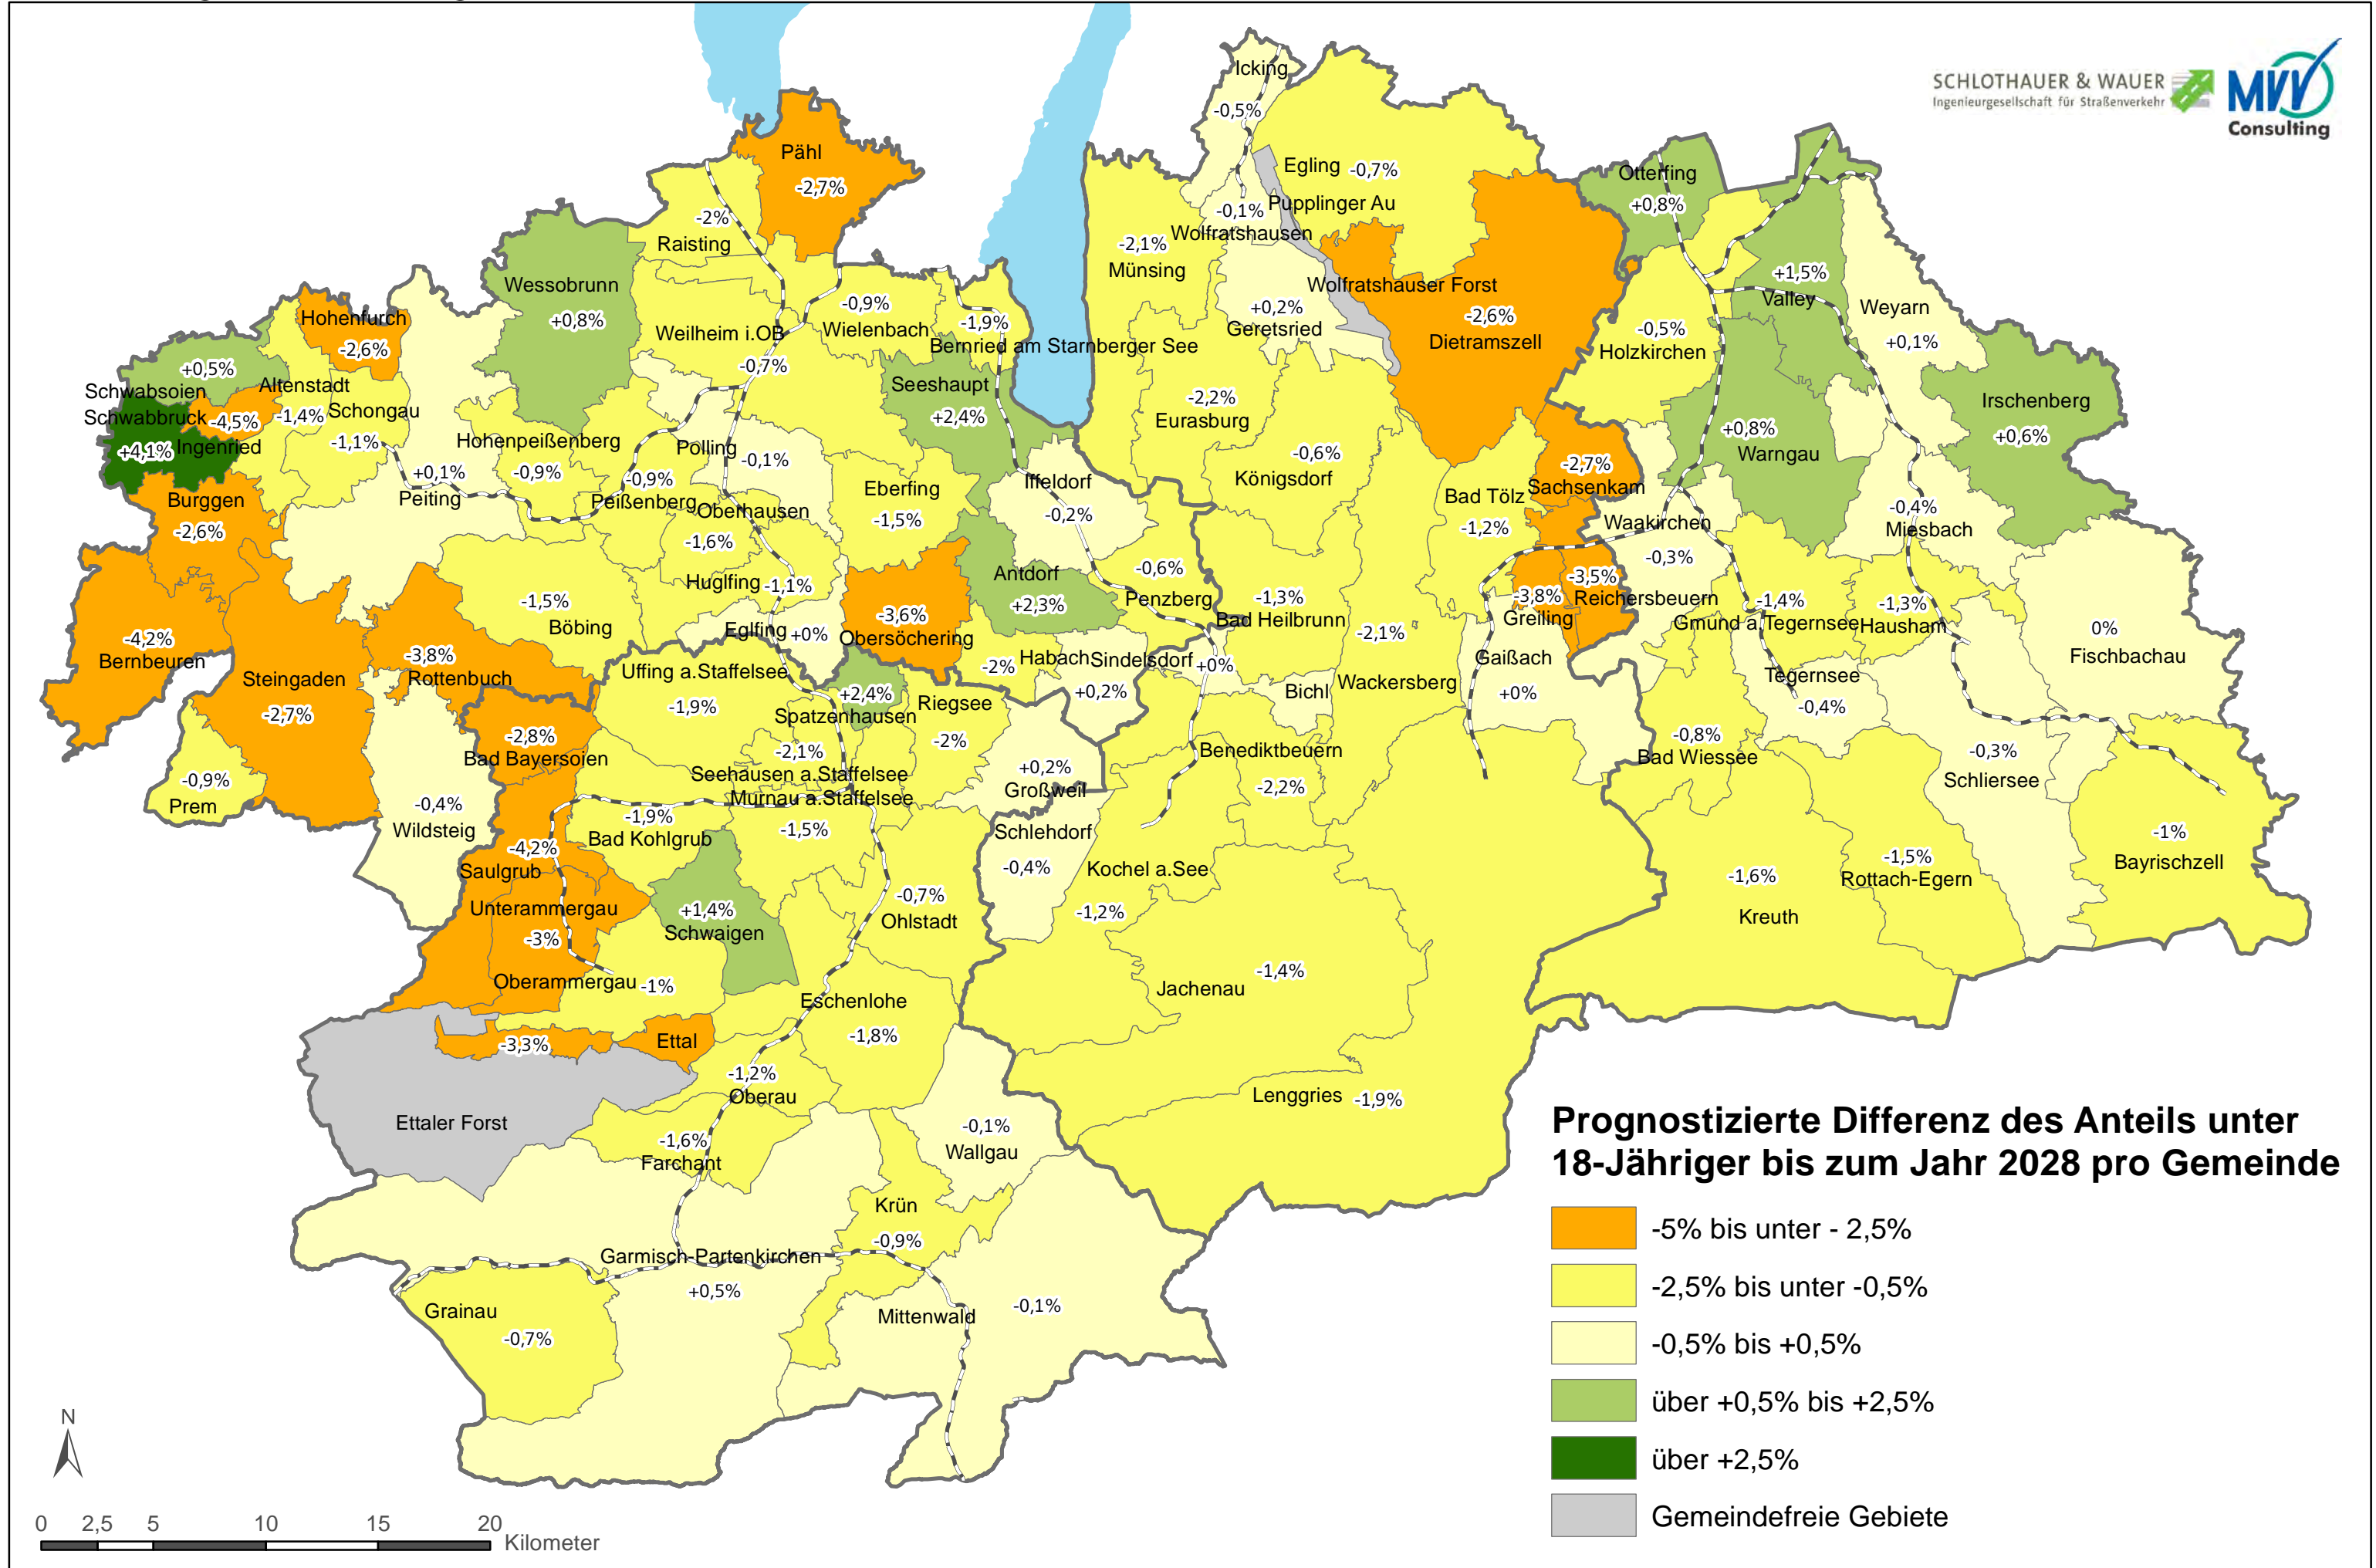 SCHLOTHAUER & WAUER
Ingenieurgesellschaft für Straßenverkehr
MVV
Consulting
Icking
-0,5%
Egling -0,7%
Pupplinger Au
-0,1%
Wolfratshausen
Otterfing
+0,8%
Pähl
-2,7%
-2%
Raisting
-2,1%
Münsing
Wolfratshauser Forst
-2,6%
Dietramszell
+0,2%
Geretsried
+1,5%
Valley
Weyarn
+0,1%
-0,5%
Holzkirchen
Wessobrunn
+0,8%
Weilheim i.OB
-0,7%
-0,9%
Wielenbach
-1,9%
Bernried am Starnberger See
Hohenfurch
-2,6%
+0,5%
Schwabsoien
Altenstadt
-1,4%
Schwabbruck
-4,5%
Schongau
-1,1%
+4,1%
Ingenried
Seeshaupt
+2,4%
-2,2%
Eurasburg
-0,6%
Königsdorf
Irschenberg
+0,6%
+0,8%
Warngau
Hohenpeißenberg
-0,9%
Polling
-0,1%
+0,1%
Peiting
-0,9%
Peißenberg
Oberhausen
Eberfing
-1,5%
Iffeldorf
-0,2%
Bad Tölz
-1,2%
-2,7%
Sachsenkam
Waakirchen
-0,3%
-0,4%
Miesbach
Burggen
-2,6%
-1,6%
Huglfing
-1,1%
Antdorf
+2,3%
-0,6%
Penzberg
-1,3%
Bad Heilbrunn
-3,5%
Reichersbeuern
-3,8%
Greiling
-1,4%
Gmund a.Tegernsee
-1,3%
Hausham
0%
Fischbachau
-1,5%
Böbing
Eglfing
+0%
-3,6%
Obersöchering
-4,2%
Bernbeuren
Steingaden
-2,7%
-3,8%
Rottenbuch
Uffing a.Staffelsee
-1,9%
-2%
Habach
Sindelsdorf
+0,2%
+0%
-2,1%
Wackersberg
Bichl
Gaißach
+0%
Tegernsee
-0,4%
+2,4%
Spatzenhausen
Riegsee
-2%
-2,8%
Bad Bayersoien
-2,1%
Seehausen a.Staffelsee
Murnau a.Staffelsee
-1,5%
+0,2%
Großweil
Benediktbeuern
-2,2%
-0,8%
Bad Wiessee
-0,3%
Schliersee
-0,9%
Prem
-0,4%
Wildsteig
-1,9%
Bad Kohlgrub
Schlehdorf
-0,4%
Kochel a.See
-1,2%
-1,6%
Kreuth
-1,5%
Rottach-Egern
-1%
Bayrischzell
-4,2%
Saulgrub
Unterammergau
-3%
+1,4%
Schwaigen
-0,7%
Ohlstadt
Oberammergau
-1%
-1,4%
Jachenau
Eschenlohe
-1,8%
-3,3%
Ettal
-1,2%
Oberau
Ettaler Forst
Lenggries -1,9%
-1,6%
Farchant
-0,1%
Wallgau
Krün
-0,9%
Garmisch-Partenkirchen
+0,5%
Grainau
-0,7%
Mittenwald
-0,1%
Prognostizierte Differenz des Anteils unter
18-Jähriger bis zum Jahr 2028 pro Gemeinde
-5% bis unter - 2,5%
-2,5% bis unter -0,5%
-0,5% bis +0,5%
über +0,5% bis +2,5%
über +2,5%
Gemeindefreie Gebiete
N
0 2,5 5 10 15 20
Kilometer